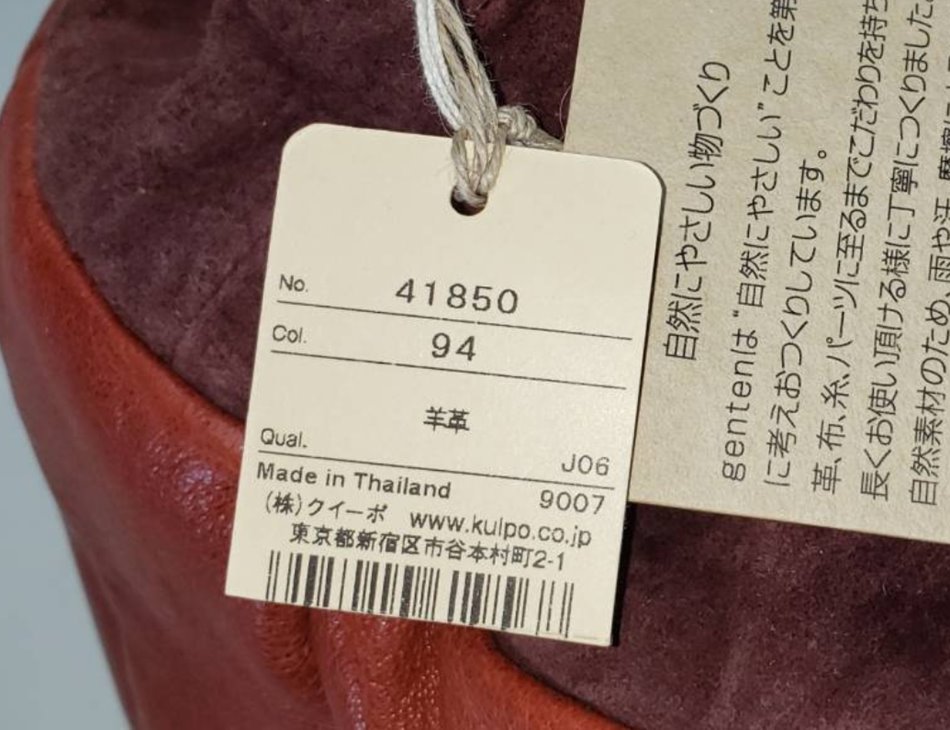 No. 41850
Col. 94
羊革
Qual. J06
Made in Thailand 9007
(株)クイーポ www.kuipo.co.jp
東京都新宿区市谷本村町2-1
自然にやさしい物づくり
gentenは“自然にやさしい”ことを第
に考えおつくりしています。
革、布、糸、パーツに至るまでこだわりを持ち
長くお使い頂ける様に丁寧につくりました
自然素材のため、雨や汗、摩擦